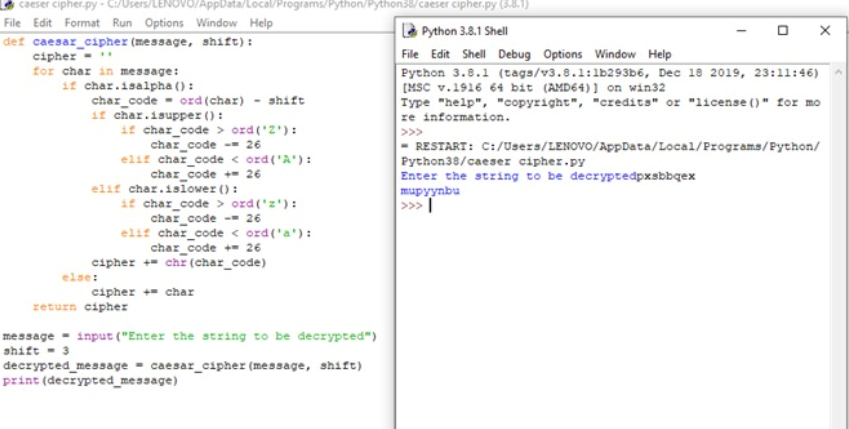 caeser cipher.py - C:/Users/LENOVO/AppData/Local/Programs/Python/Python38/caeser cipher.py (3.8.1)
File Edit Format Run Options Window Help
def caesar_cipher(message, shift):
    cipher = ''
    for char in message:
        if char.isalpha():
            char_code = ord(char) - shift
            if char.isupper():
                if char_code > ord('Z'):
                    char_code -= 26
                elif char_code < ord('A'):
                    char_code += 26
            elif char.islower():
                if char_code > ord('z'):
                    char_code -= 26
                elif char_code < ord('a'):
                    char_code += 26
            cipher += chr(char_code)
        else:
            cipher += char
    return cipher

message = input("Enter the string to be decrypted")
shift = 3
decrypted_message = caesar_cipher(message, shift)
print(decrypted_message)
Python 3.8.1 Shell
File Edit Shell Debug Options Window Help
Python 3.8.1 (tags/v3.8.1:1b293b6, Dec 18 2019, 23:11:46)
[MSC v.1916 64 bit (AMD64)] on win32
Type "help", "copyright", "credits" or "license()" for mo
re information.
>>>
= RESTART: C:/Users/LENOVO/AppData/Local/Programs/Python/
Python38/caeser cipher.py
Enter the string to be decryptedpxsbbqex
mupyynbu
>>>